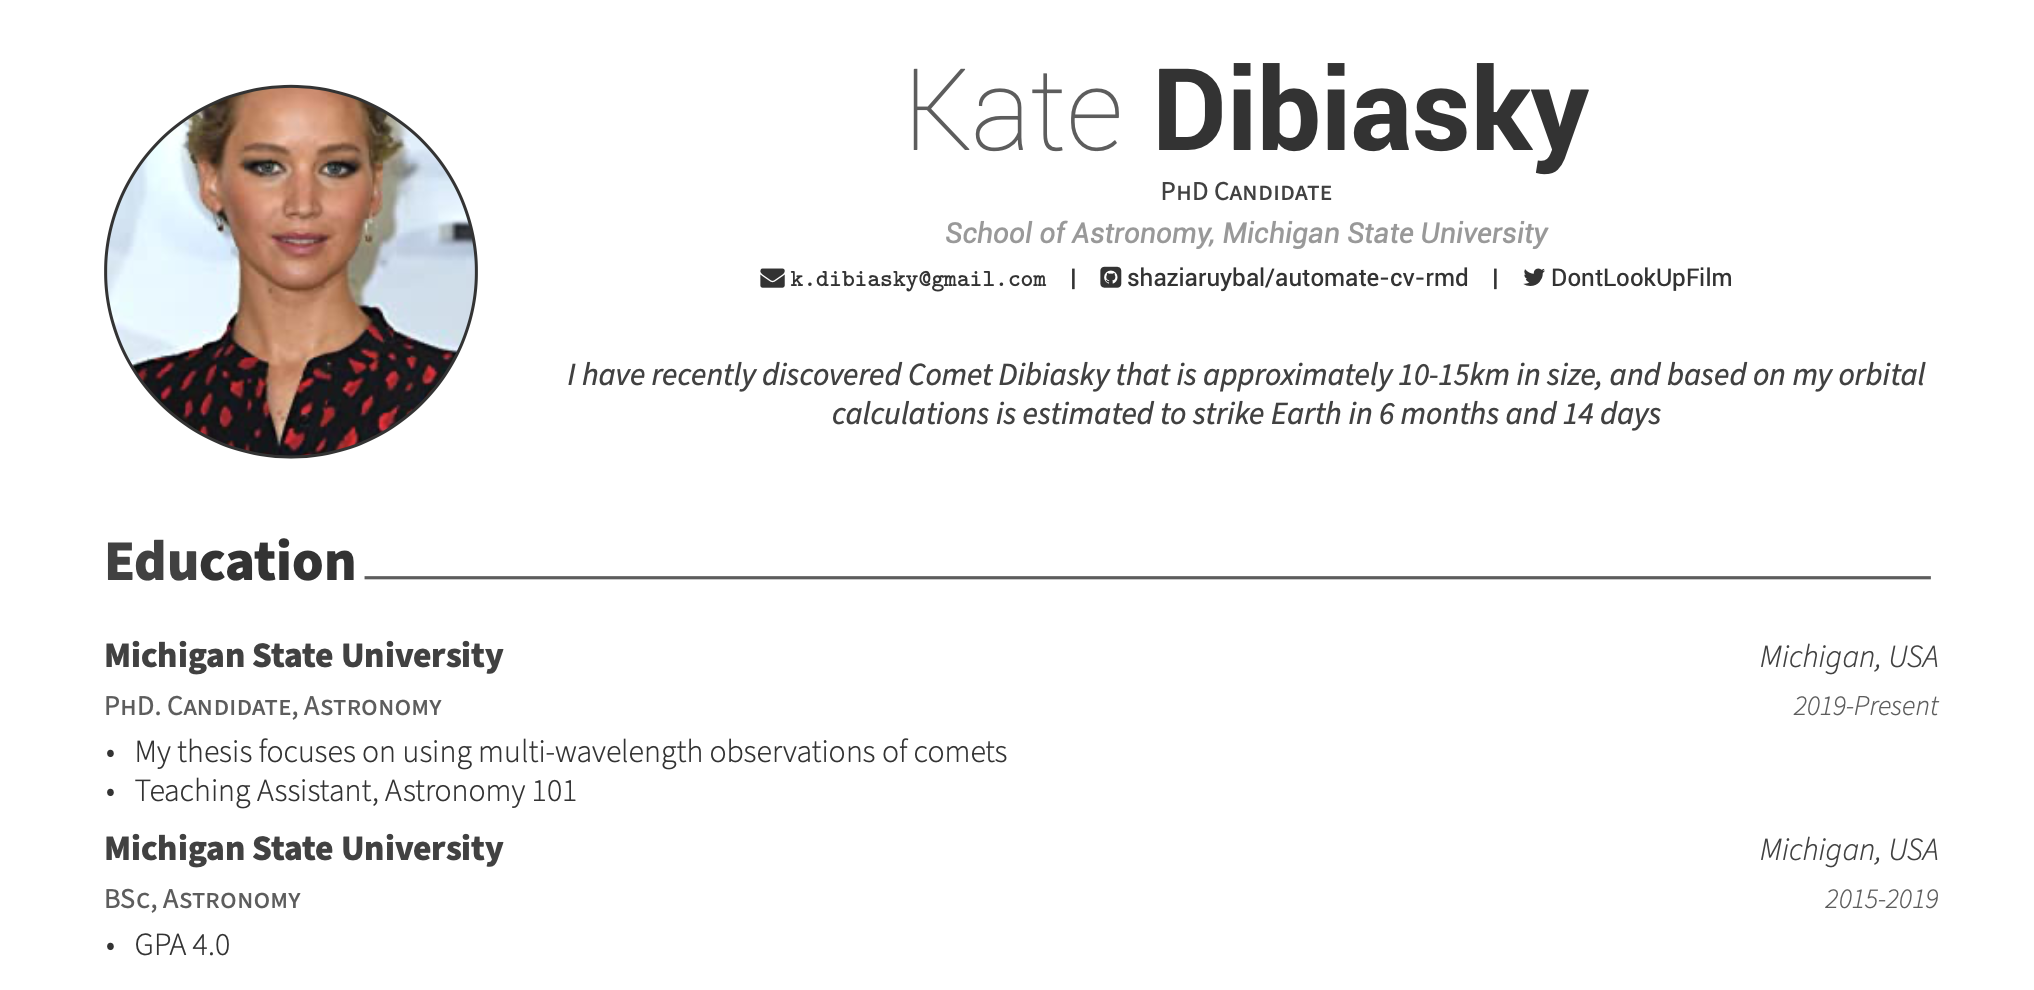 Kate Dibiasky
PhD Candidate
School of Astronomy, Michigan State University
k.dibiasky@gmail.com | shaziaruybal/automate-cv-rmd | DontLookUpFilm
I have recently discovered Comet Dibiasky that is approximately 10-15km in size, and based on my orbital
calculations is estimated to strike Earth in 6 months and 14 days
Education
Michigan State University Michigan, USA
PhD. Candidate, Astronomy 2019-Present
• My thesis focuses on using multi-wavelength observations of comets
• Teaching Assistant, Astronomy 101
Michigan State University Michigan, USA
BSc, Astronomy 2015-2019
• GPA 4.0